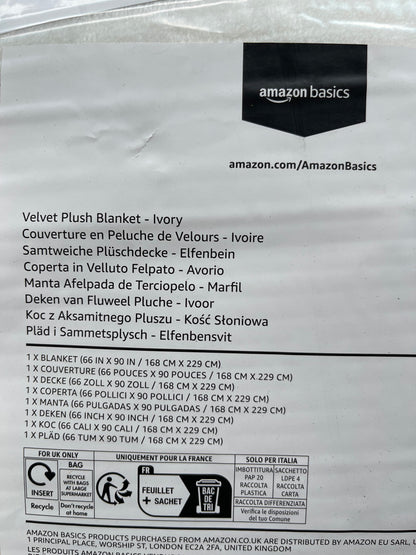 amazon basics
amazon.com/AmazonBasics
Velvet Plush Blanket - Ivory
Couverture en Peluche de Velours - Ivoire
Samtweiche Plüschdecke - Elfenbein
Coperta in Velluto Felpato - Avorio
Manta Afelpada de Terciopelo - Marfil
Deken van Fluweel Pluche - Ivoor
Koc z Aksamitnego Pluszu - Kość Słoniowa
Pläd i Sammetsplysch - Elfenbensvit
1 X BLANKET (66 IN X 90 IN / 168 CM X 229 CM)
1 X COUVERTURE (66 POUCES X 90 POUCES / 168 CM X 229 CM)
1 X DECKE (66 ZOLL X 90 ZOLL / 168 CM X 229 CM)
1 X COPERTA (66 POLLICI X 90 POLLICI / 168 CM X 229 CM)
1 X MANTA (66 PULGADAS X 90 PULGADAS / 168 CM X 229 CM)
1 X DEKEN (66 INCH X 90 INCH / 168 CM X 229 CM)
1 X KOC (66 CALI X 90 CALI / 168 CM X 229 CM)
1 X PLÄD (66 TUM X 90 TUM / 168 CM X 229 CM)
FOR UK ONLY
INSERT
Recycle
BAG
RECYCLE
WITH BAGS
AT LARGE
SUPERMARKET
Don't recycle
at home
UNIQUEMENT POUR LA FRANCE
FR
FEUILLET
+ SACHET
BAC
DE
TRI
SOLO PER ITALIA
IMBOTTITURA
PAP 20
RACCOLTA
PLASTICA
SACCHETTO
LDPE 4
RACCOLTA
CARTA
RACCOLTA DIFFERENZIATA
Verifica le disposizioni
del tuo Comune
AMAZON BASICS PRODUCTS PURCHASED FROM AMAZON.CO.UK ARE DISTRIBUTED BY AMAZON EU SARL,
1 PRINCIPAL PLACE, WORSHIP ST, LONDON EC2A 2FA, UNITED KINGDOM
LES PRODUITS AMAZON BASICS